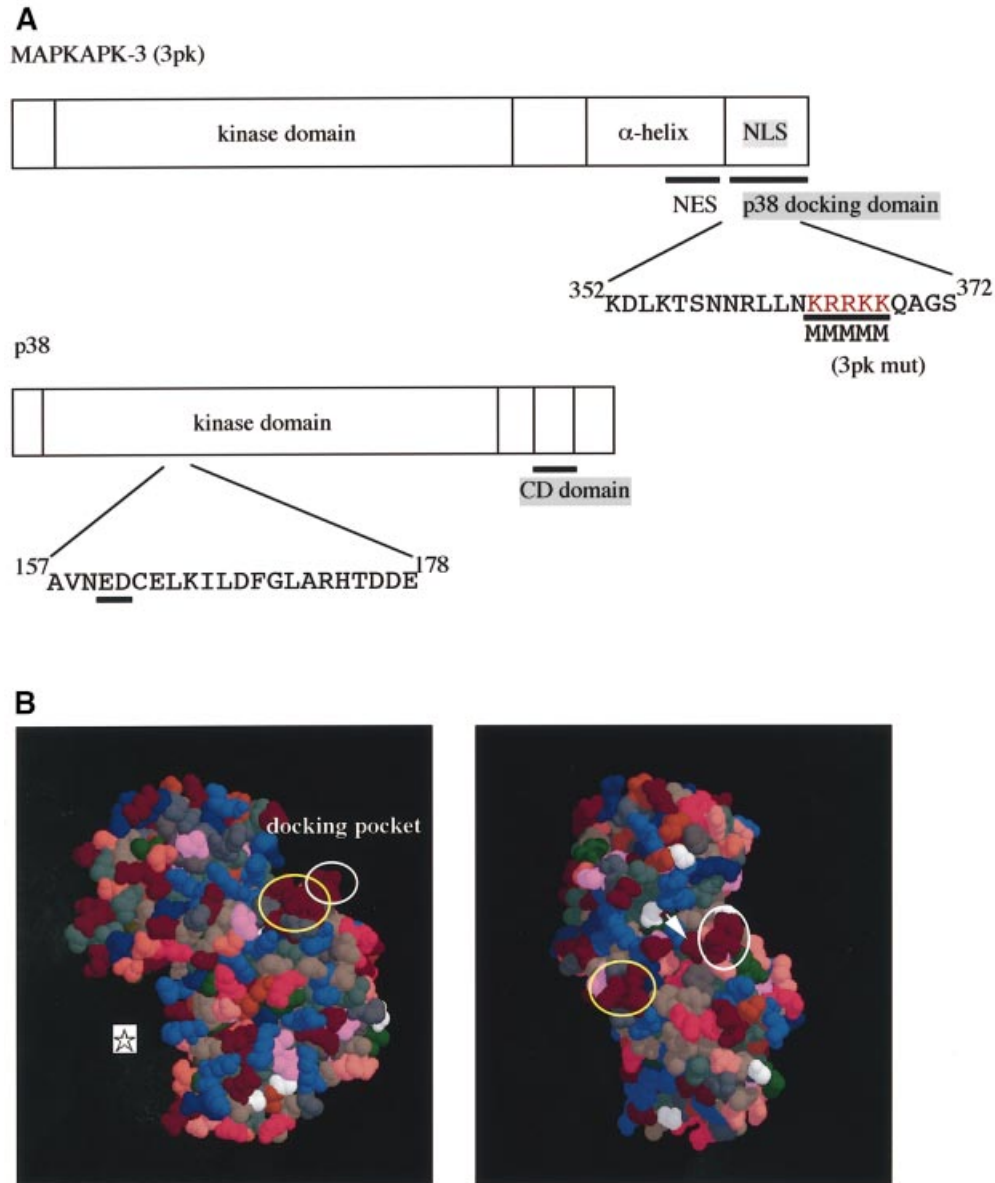 A
MAPKAPK-3 (3pk)
kinase domain
α-helix
NLS
NES
p38 docking domain
352KDLKTSNNRLLNKRRKKQAGS372
MMMMM
(3pk mut)
p38
kinase domain
CD domain
157AVNEDCELKILDFGLARHTDDE178
B
docking pocket